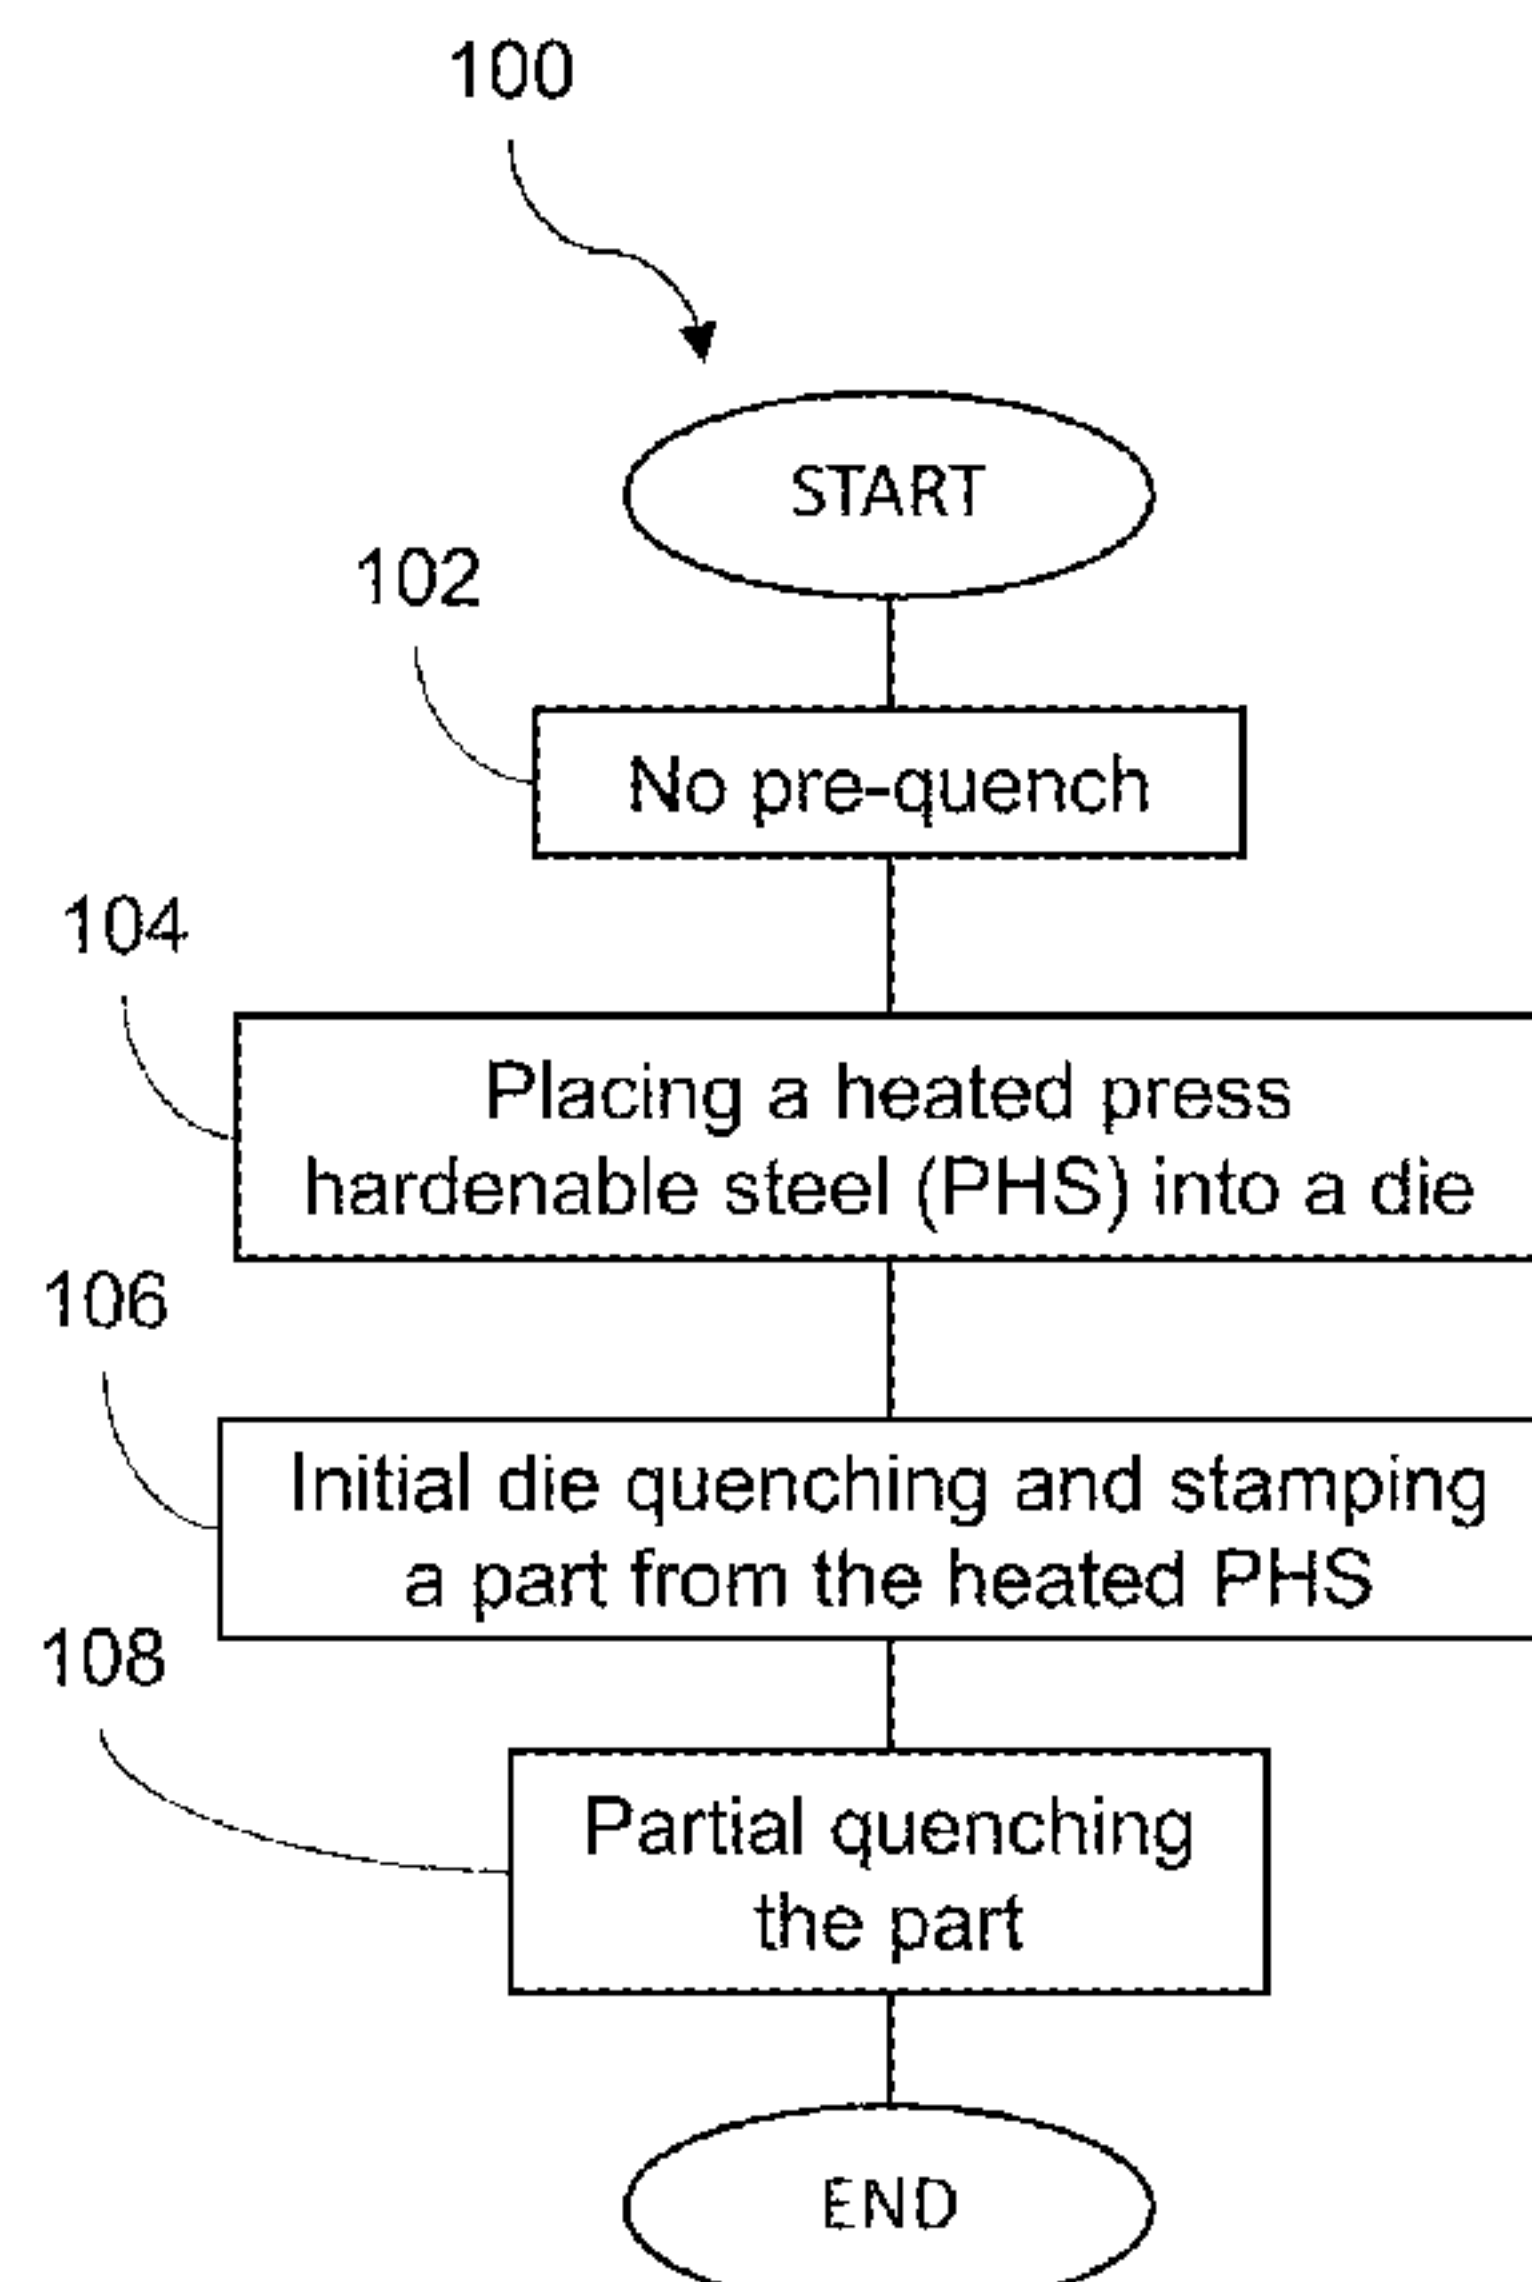 100
START
102
No pre-quench
104
Placing a heated press
hardenable steel (PHS) into a die
106
Initial die quenching and stamping
a part from the heated PHS
108
Partial quenching
the part
END